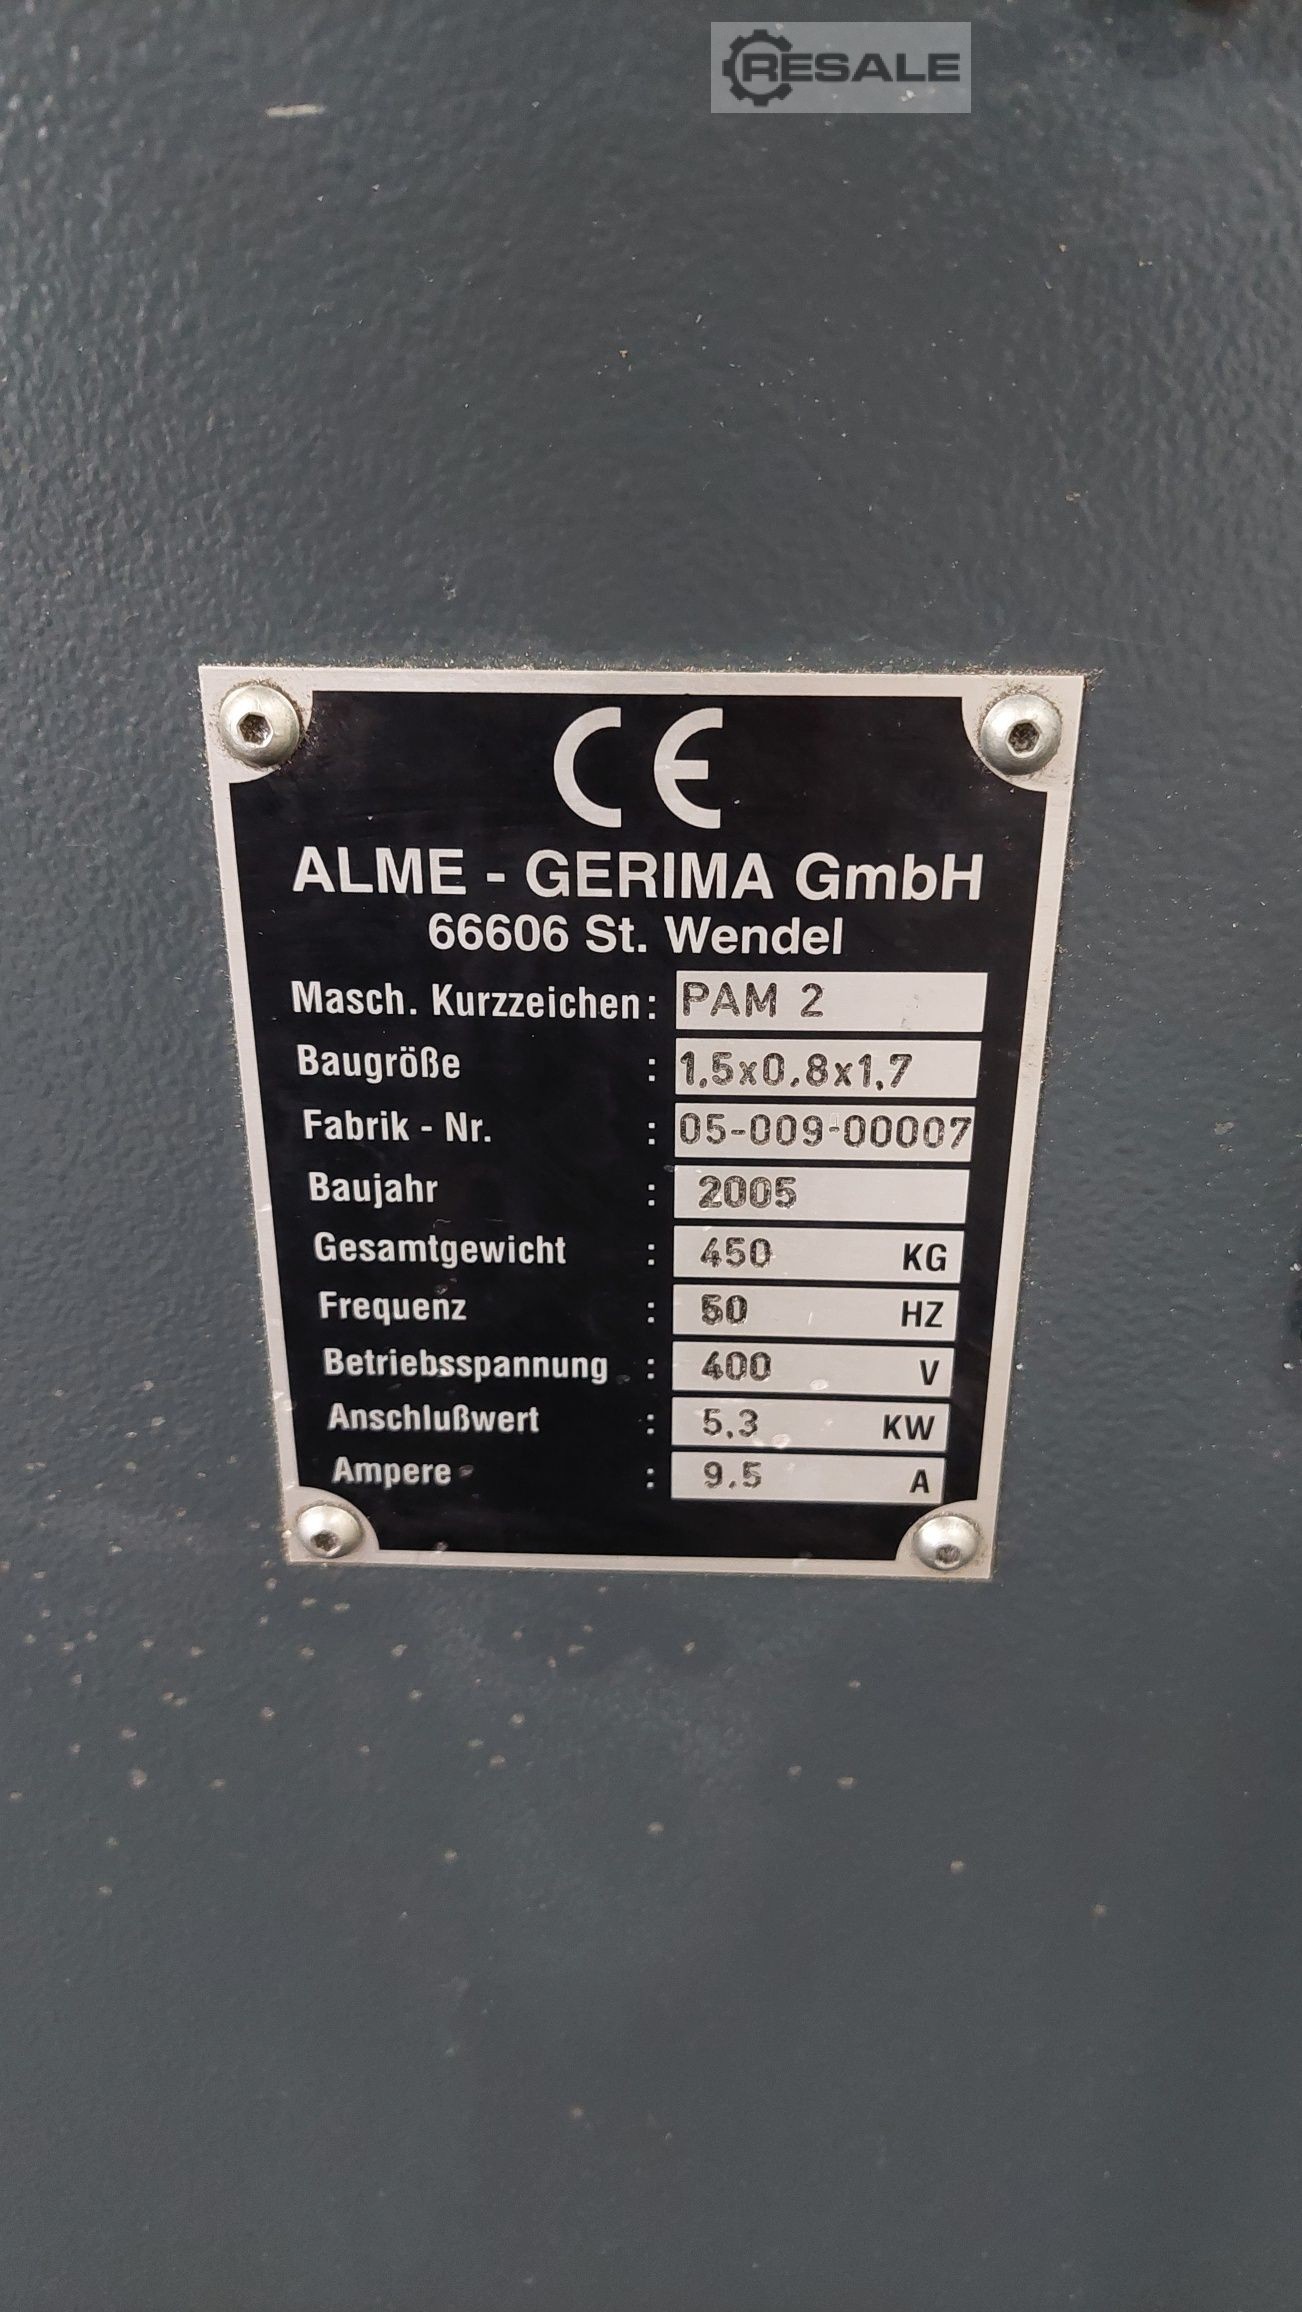 RESALE
CE
ALME - GERIMA GmbH
66606 St. Wendel
Masch. Kurzzeichen: PAM 2
Baugröße : 1,5x0,8x1,7
Fabrik - Nr. : 05-009-00007
Baujahr : 2005
Gesamtgewicht : 450 KG
Frequenz : 50 HZ
Betriebsspannung : 400 V
Anschlußwert : 5,3 KW
Ampere : 9.5 A